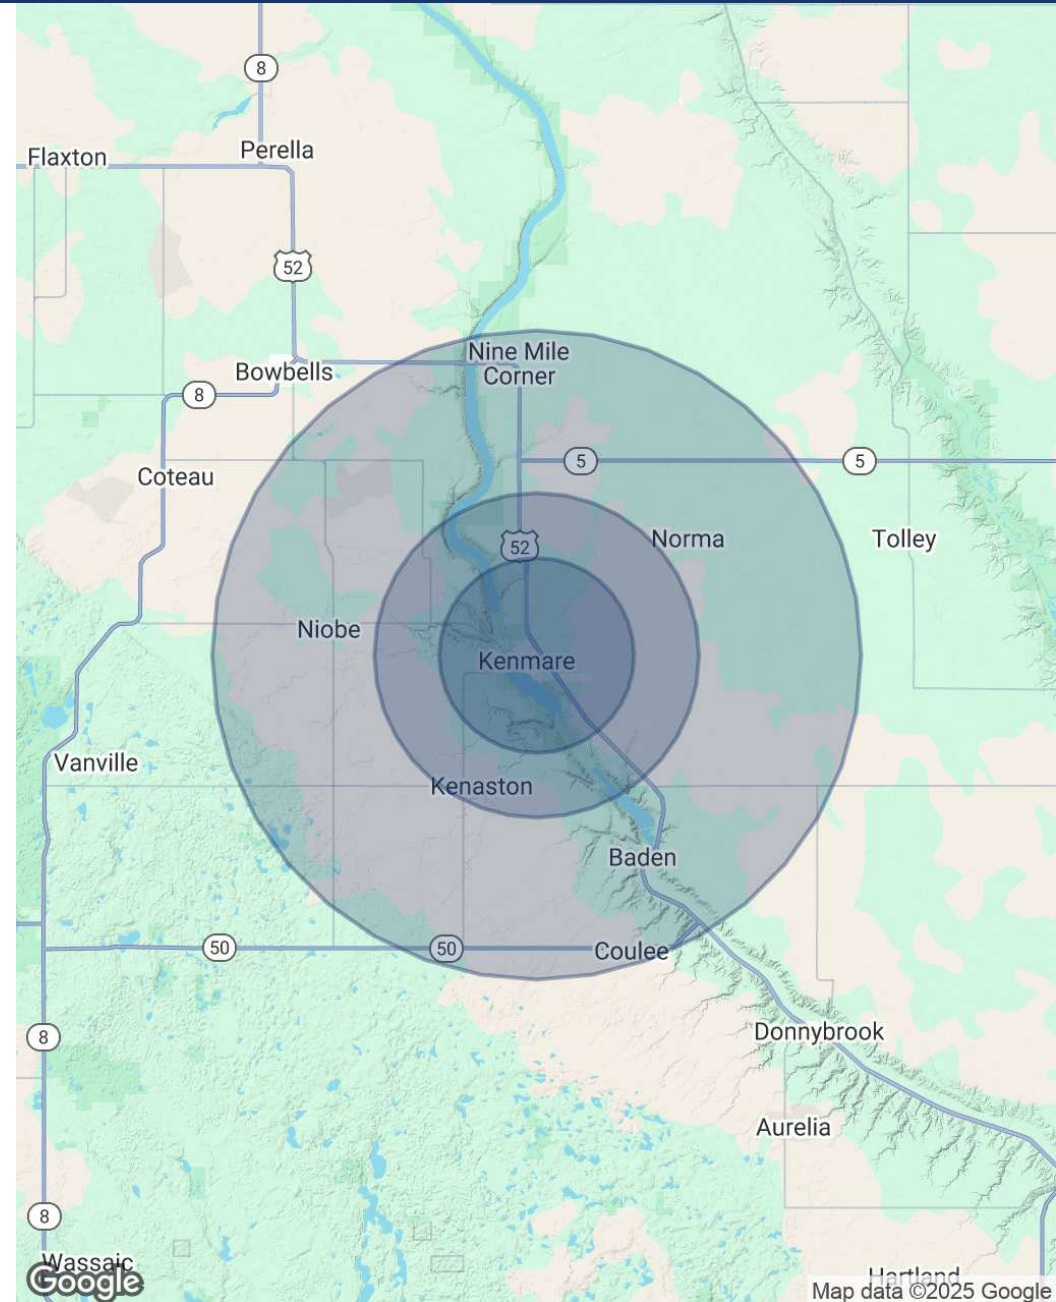 8
Perella
Flaxton
52
Nine Mile
Corner
Bowbells
8
5
5
Coteau
52
Norma
Tolley
Niobe
Kenmare
Vanville
Kenaston
Baden
50
50
Coulee
8
Donnybrook
Aurelia
8
Wassaic
Hartland
Google
Map data ©2025 Google